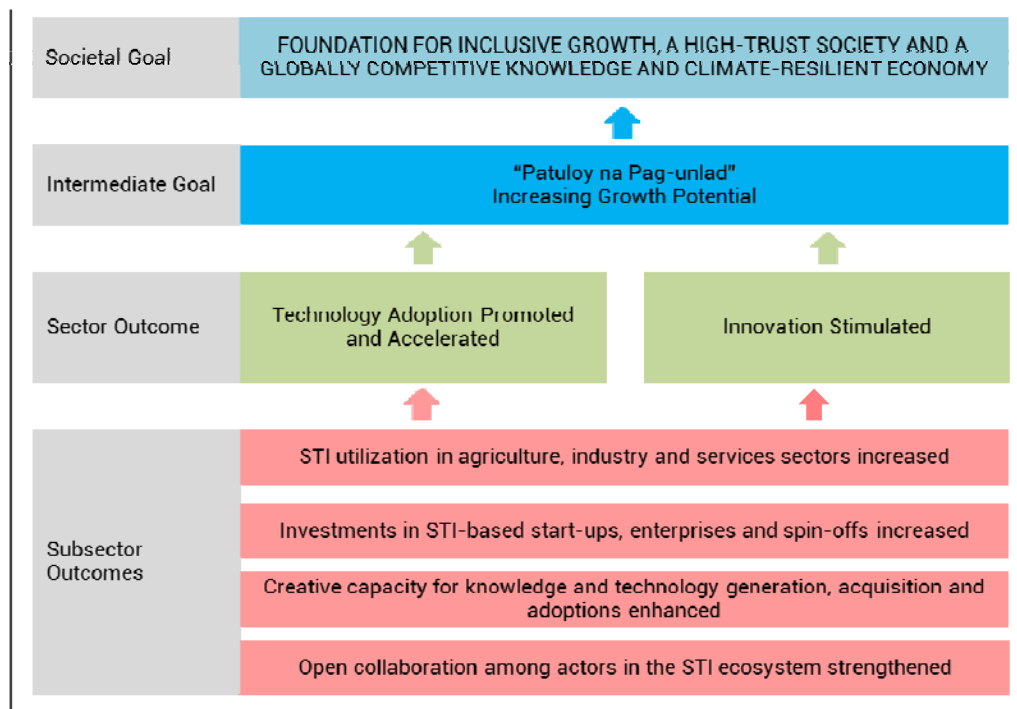 Societal Goal
FOUNDATION FOR INCLUSIVE GROWTH, A HIGH-TRUST SOCIETY AND A
GLOBALLY COMPETITIVE KNOWLEDGE AND CLIMATE-RESILIENT ECONOMY
Intermediate Goal
“Patuloy na Pag-unlad”
Increasing Growth Potential
Sector Outcome
Technology Adoption Promoted
and Accelerated
Innovation Stimulated
Subsector
Outcomes
STI utilization in agriculture, industry and services sectors increased
Investments in STI-based start-ups, enterprises and spin-offs increased
Creative capacity for knowledge and technology generation, acquisition and
adoptions enhanced
Open collaboration among actors in the STI ecosystem strengthened